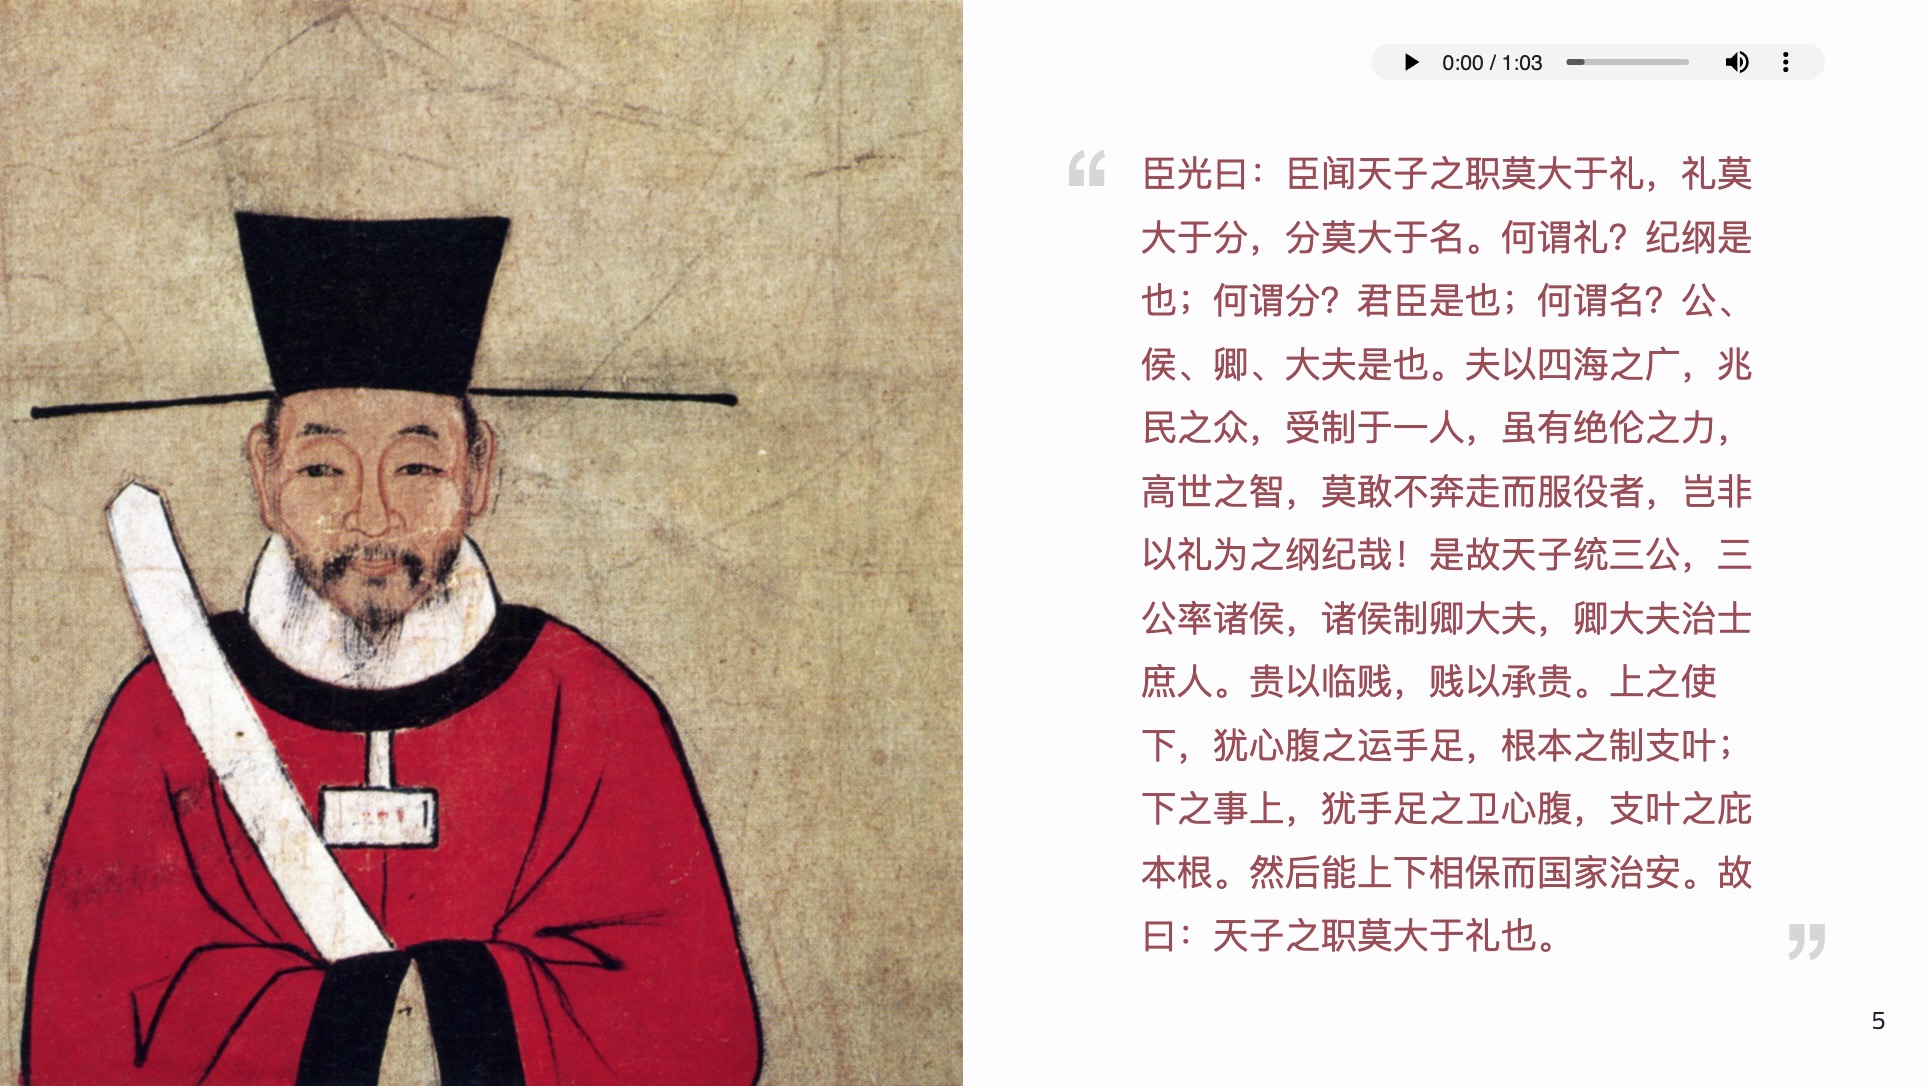 0:00 / 1:03
“
臣光曰：臣闻天子之职莫大于礼，礼莫
大于分，分莫大于名。何谓礼？纪纲是
也；何谓分？君臣是也；何谓名？公、
侯、卿、大夫是也。夫以四海之广，兆
民之众，受制于一人，虽有绝伦之力，
高世之智，莫敢不奔走而服役者，岂非
以礼为之纲纪哉！是故天子统三公，三
公率诸侯，诸侯制卿大夫，卿大夫治士
庶人。贵以临贱，贱以承贵。上之使
下，犹心腹之运手足，根本之制支叶；
下之事上，犹手足之卫心腹，支叶之庇
本根。然后能上下相保而国家治安。故
曰：天子之职莫大于礼也。
”
5